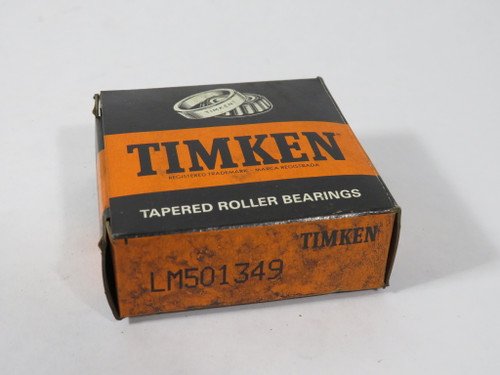 TIMKEN
TIMKEN®
REGISTERED TRADEMARK · MARCA REGISTRADA
TAPERED ROLLER BEARINGS
TIMKEN®
LM501349